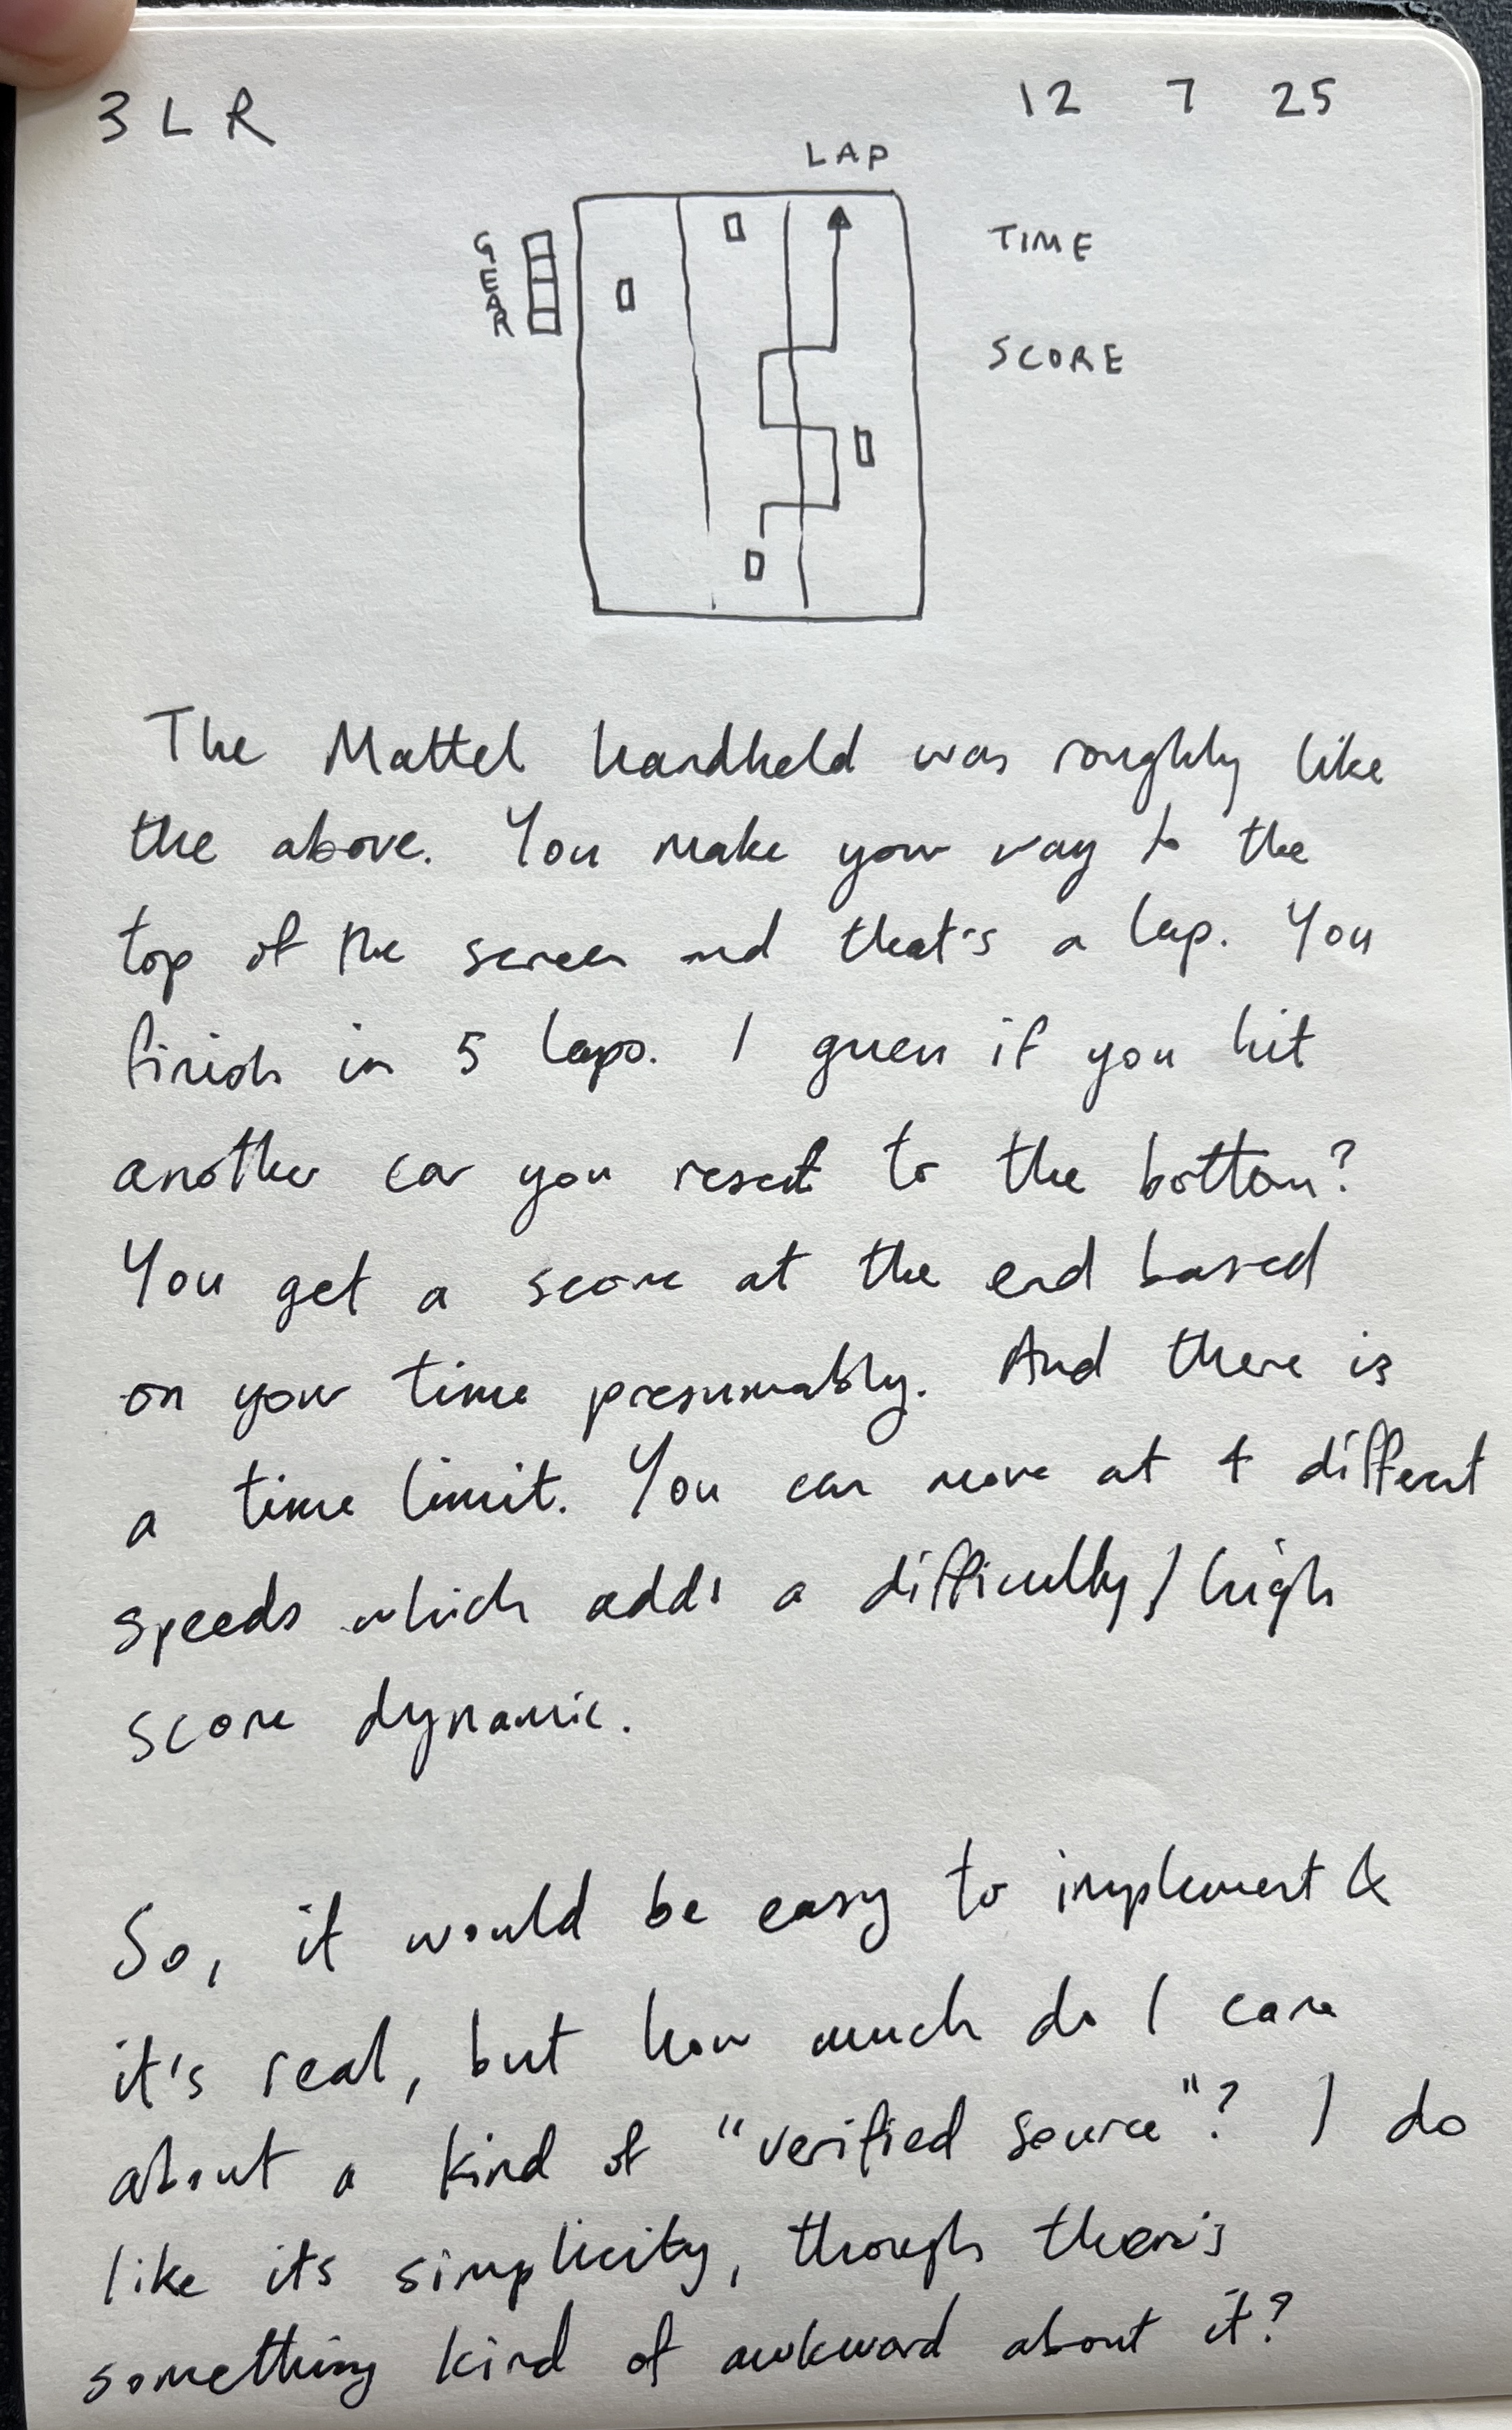 3LR 12 7 25
LAP
GEAR
TIME
SCORE
The Mattel handheld was roughly like
the above. You make your way to the
top of the screen and that's a lap. You
finish in 5 laps. I guess if you hit
another car you reset to the bottom?
You get a score at the end based
on your time presumably. And there is
a time limit. You can move at 4 different
speeds which adds a difficulty/high
score dynamic.
So, it would be easy to implement &
it's real, but how much do I care
about a kind of "verified source"? I do
like its simplicity, though there's
something kind of awkward about it?